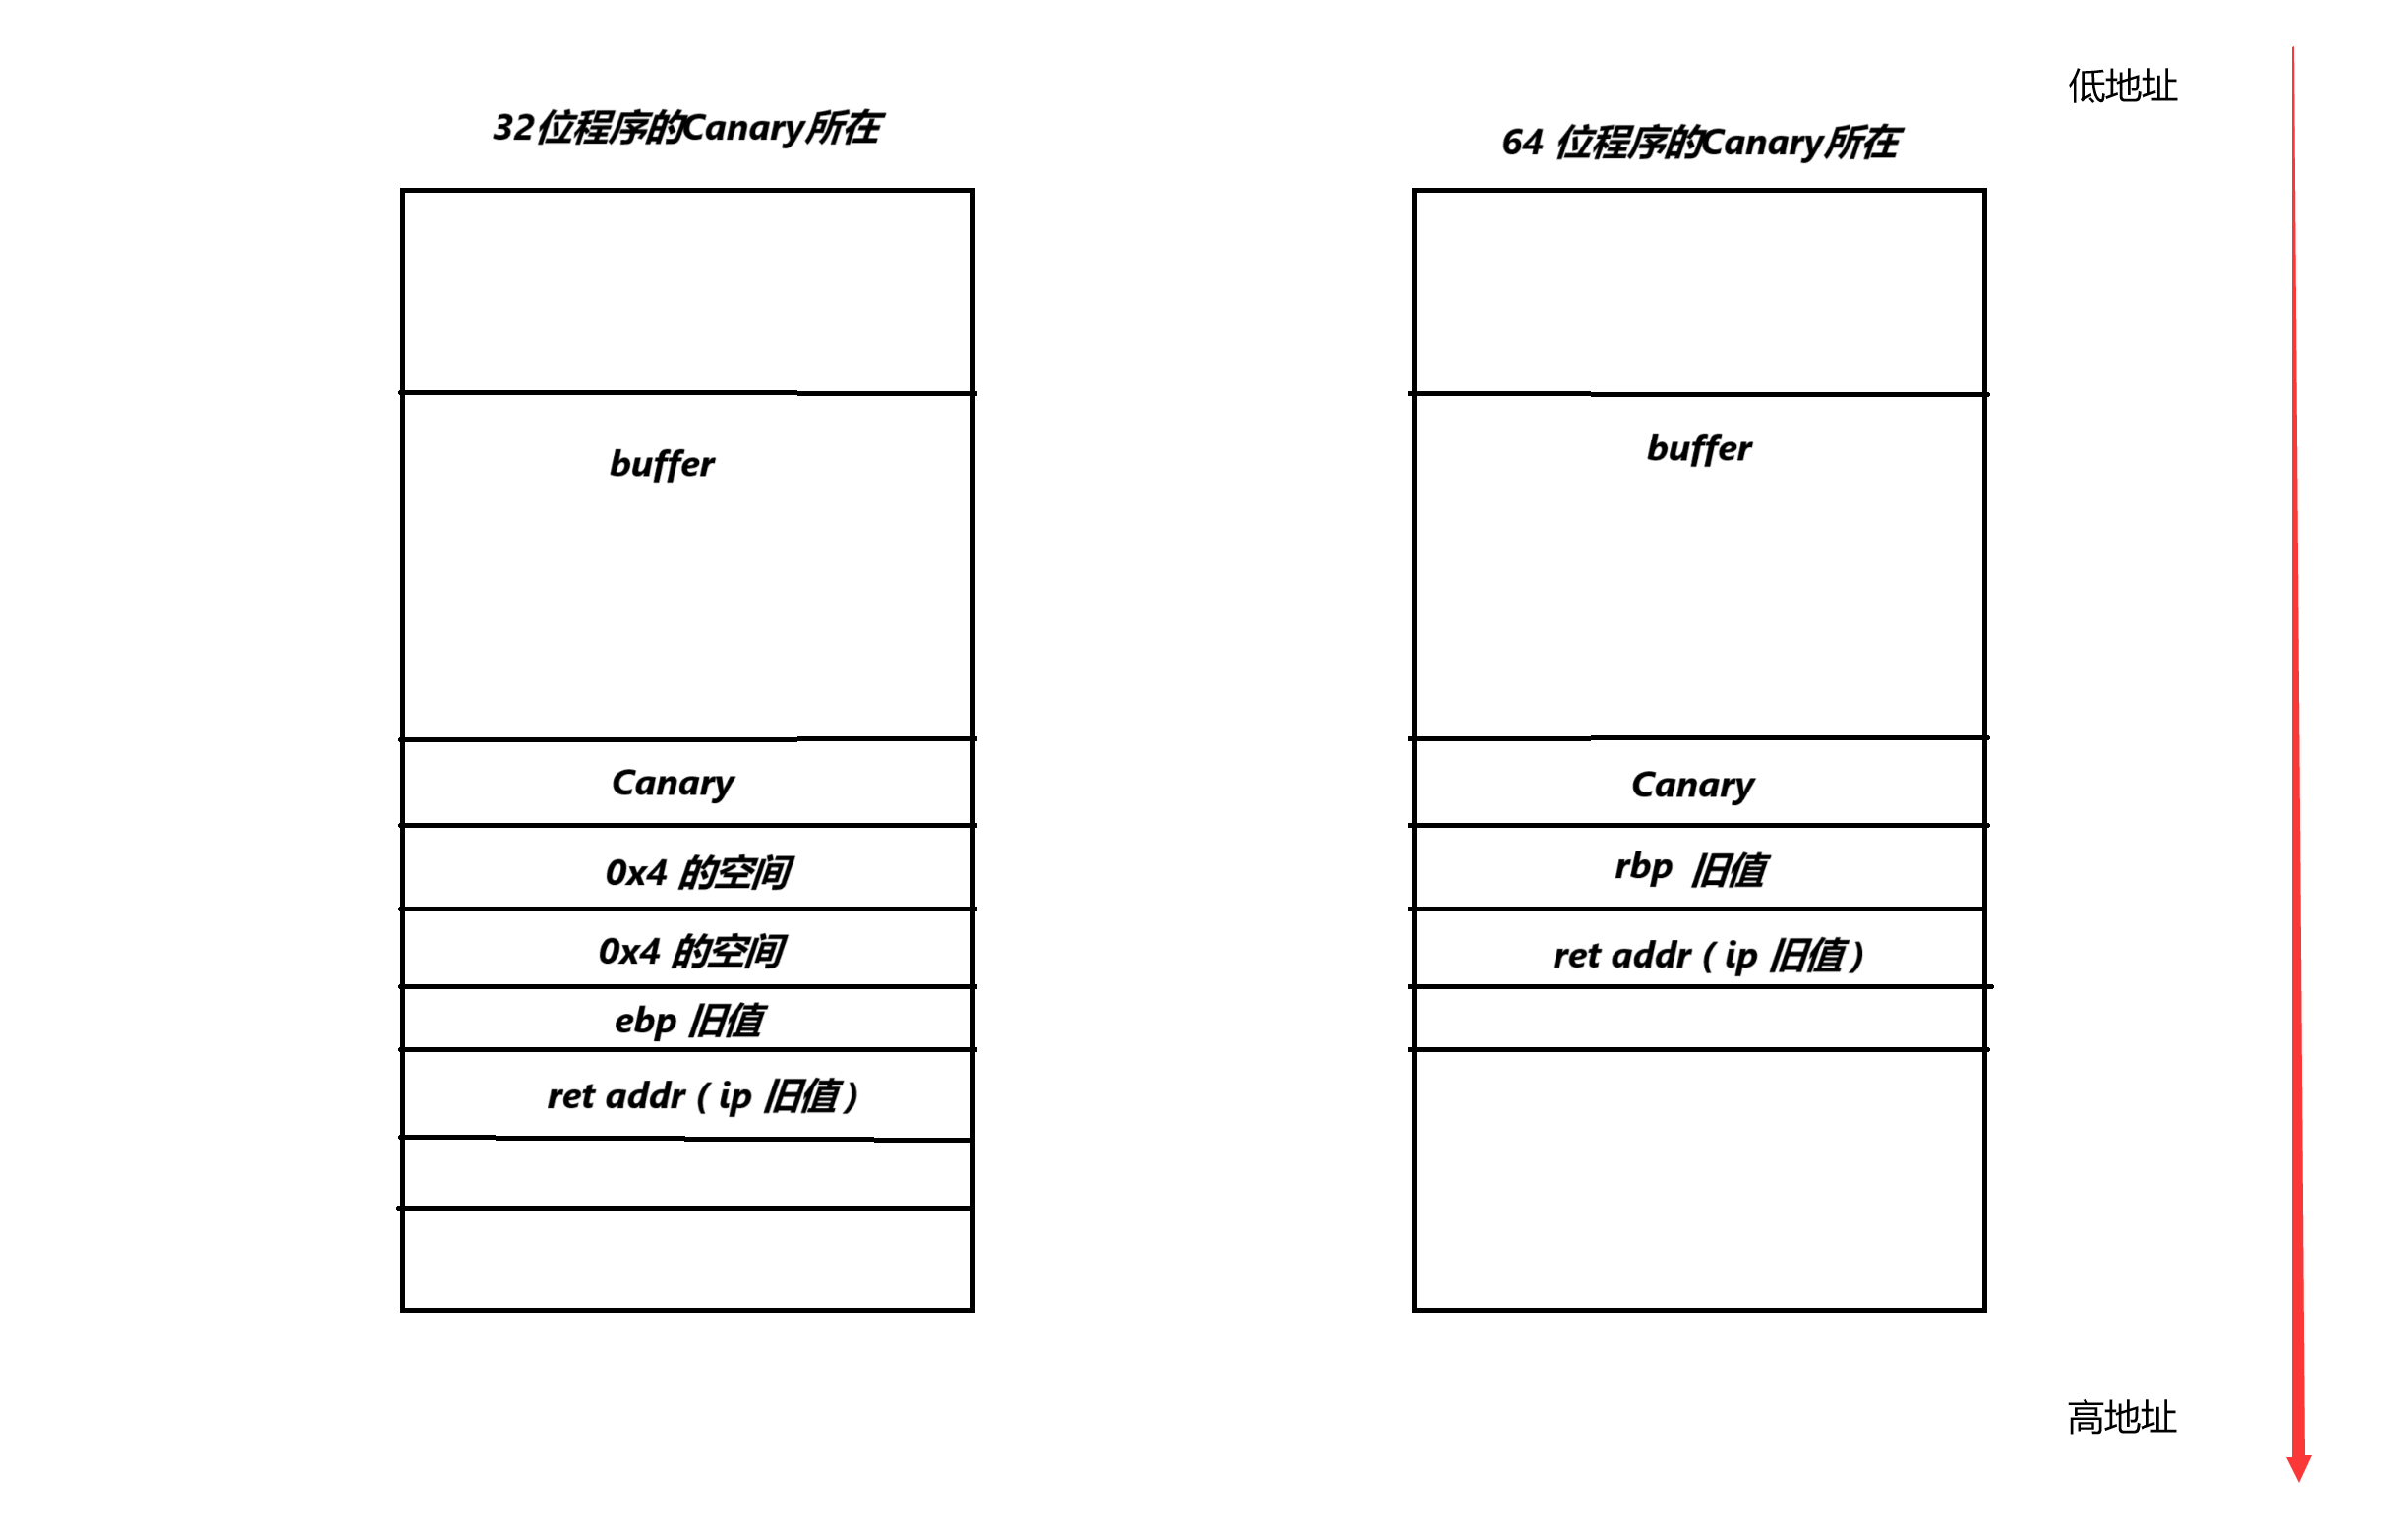 32位程序的Canary所在
buffer
Canary
0x4 的空间
0x4 的空间
ebp 旧值
ret addr ( ip 旧值 )
64 位程序的Canary所在
buffer
Canary
rbp 旧值
ret addr ( ip 旧值 )
低地址
高地址